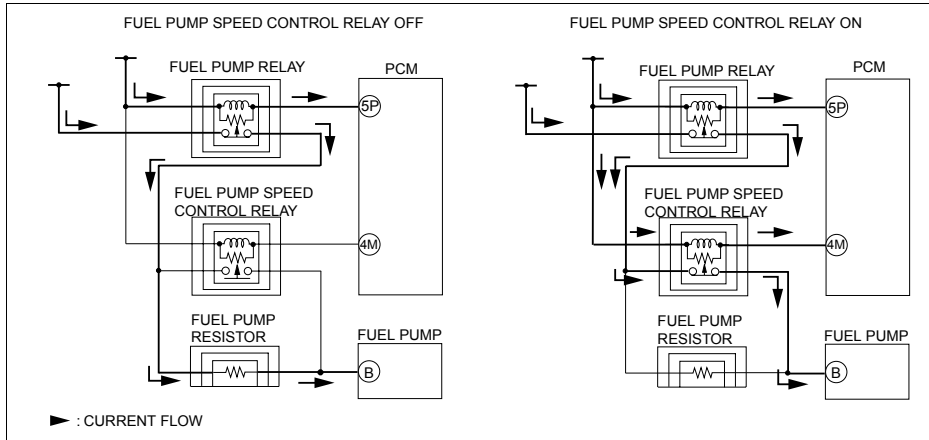 FUEL PUMP SPEED CONTROL RELAY OFF
FUEL PUMP RELAY
PCM
5P
FUEL PUMP SPEED
CONTROL RELAY
4M
FUEL PUMP
RESISTOR
FUEL PUMP
B
: CURRENT FLOW
FUEL PUMP SPEED CONTROL RELAY ON
FUEL PUMP RELAY
PCM
5P
FUEL PUMP SPEED
CONTROL RELAY
4M
FUEL PUMP
RESISTOR
FUEL PUMP
B